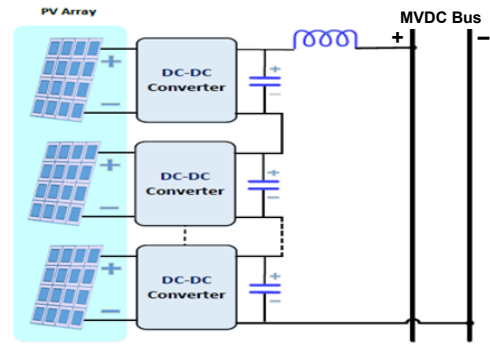 PV Array
MVDC Bus
+
−
+
−
DC-DC
Converter
+
−
+
−
DC-DC
Converter
+
−
+
−
DC-DC
Converter
+
−